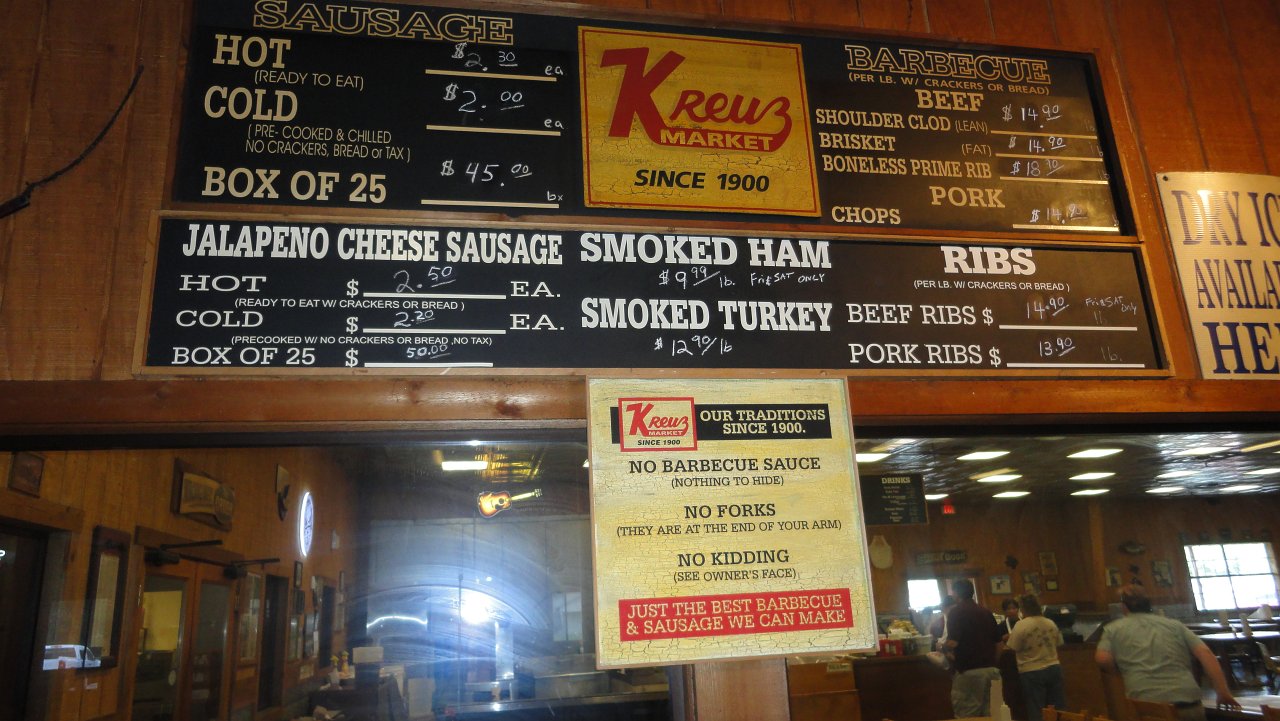 SAUSAGE
HOT $2.30 ea
(READY TO EAT)
COLD $2.00 ea
( PRE- COOKED & CHILLED
NO CRACKERS, BREAD or TAX )
BOX OF 25 $45.00 bx
Kreuz
MARKET
SINCE 1900
BARBECUE
(PER LB. W/ CRACKERS OR BREAD)
BEEF
SHOULDER CLOD (LEAN) $14.90
BRISKET (FAT) $14.90 lb
BONELESS PRIME RIB $18.30
PORK
CHOPS $14.90
JALAPENO CHEESE SAUSAGE
HOT $ 2.50 EA.
(READY TO EAT W/ CRACKERS OR BREAD )
COLD $ 2.20 EA.
(PRECOOKED W/ NO CRACKERS OR BREAD ,NO TAX)
BOX OF 25 $ 50.00
SMOKED HAM
$9.99 lb. Fri & SAT ONLY
SMOKED TURKEY
$12.90/lb
RIBS
(PER LB. W/ CRACKERS OR BREAD)
BEEF RIBS $ 14.90 Fri & SAT only
PORK RIBS $ 13.90 lb.
DRY
HE
Kreuz
MARKET
SINCE 1900
OUR TRADITIONS
SINCE 1900.
NO BARBECUE SAUCE
(NOTHING TO HIDE)
NO FORKS
(THEY ARE AT THE END OF YOUR ARM)
NO KIDDING
(SEE OWNER'S FACE)
JUST THE BEST BARBECUE
& SAUSAGE WE CAN MAKE
DRINKS